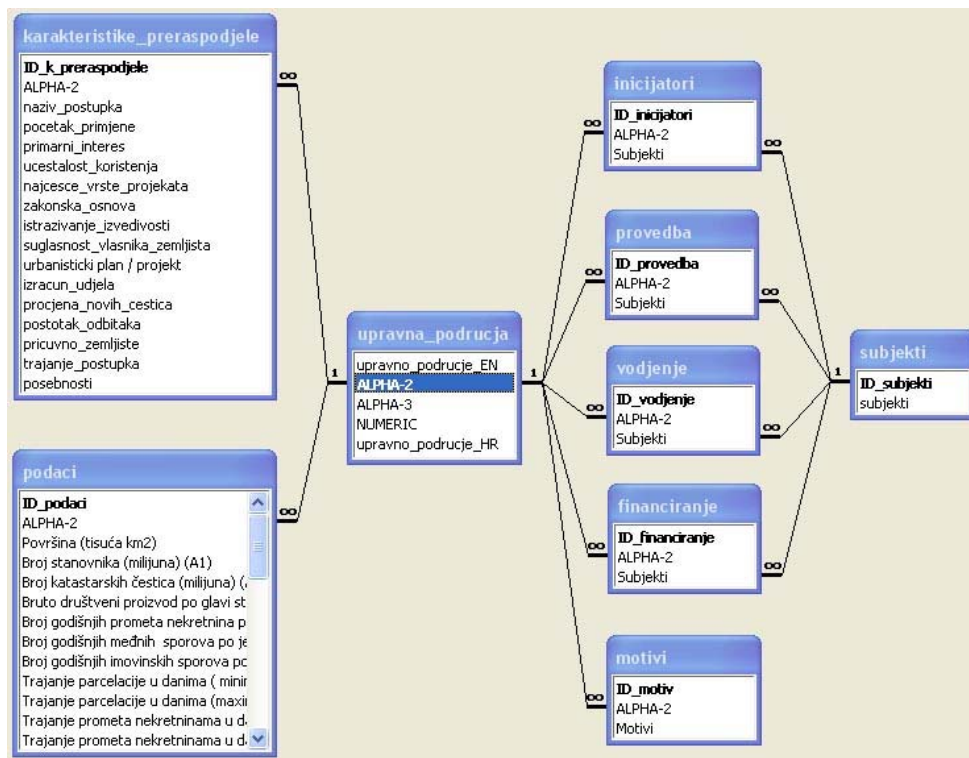 karakteristike_preraspodjele
ID_k_preraspodjele
ALPHA-2
naziv_postupka
pocetak_primjene
primarni_interes
ucestalost_koristenja
najcesce_vrste_projekata
zakonska_osnova
istrazivanje_izvedivosti
suglasnost_vlasnika_zemljista
urbanisticki plan / projekt
izracun_udjela
procjena_novih_cestica
postotak_odbitaka
pricuvno_zemljiste
trajanje_postupka
posebnosti
∞
podaci
ID_podaci
ALPHA-2
Površina (tisuća km2)
Broj stanovnika (milijuna) (A1)
Broj katastarskih čestica (milijuna) (
Bruto društveni proizvod po glavi st
Broj godišnjih prometa nekretnina p
Broj godišnjih međnih sporova po je
Broj godišnjih imovinskih sporova po
Trajanje parcelacije u danima ( minir
Trajanje parcelacije u danima (maxi
Trajanje prometa nekretninama u da
Trajanje prometa nekretninama u da
∞
upravna_podrucja
upravno_podrucje_EN
1 ALPHA-2 1
ALPHA-3
NUMERIC
upravno_podrucje_HR
inicijatori
ID_inicijatori
∞ ALPHA-2
Subjekti ∞
provedba
ID_provedba
∞ ALPHA-2
Subjekti ∞
vodjenje
ID_vodjenje
∞ ALPHA-2
Subjekti ∞
financiranje
ID_financiranje
∞ ALPHA-2
Subjekti ∞
motivi
ID_motiv
∞ ALPHA-2
Motivi
subjekti
1 ID_subjekti
subjekti